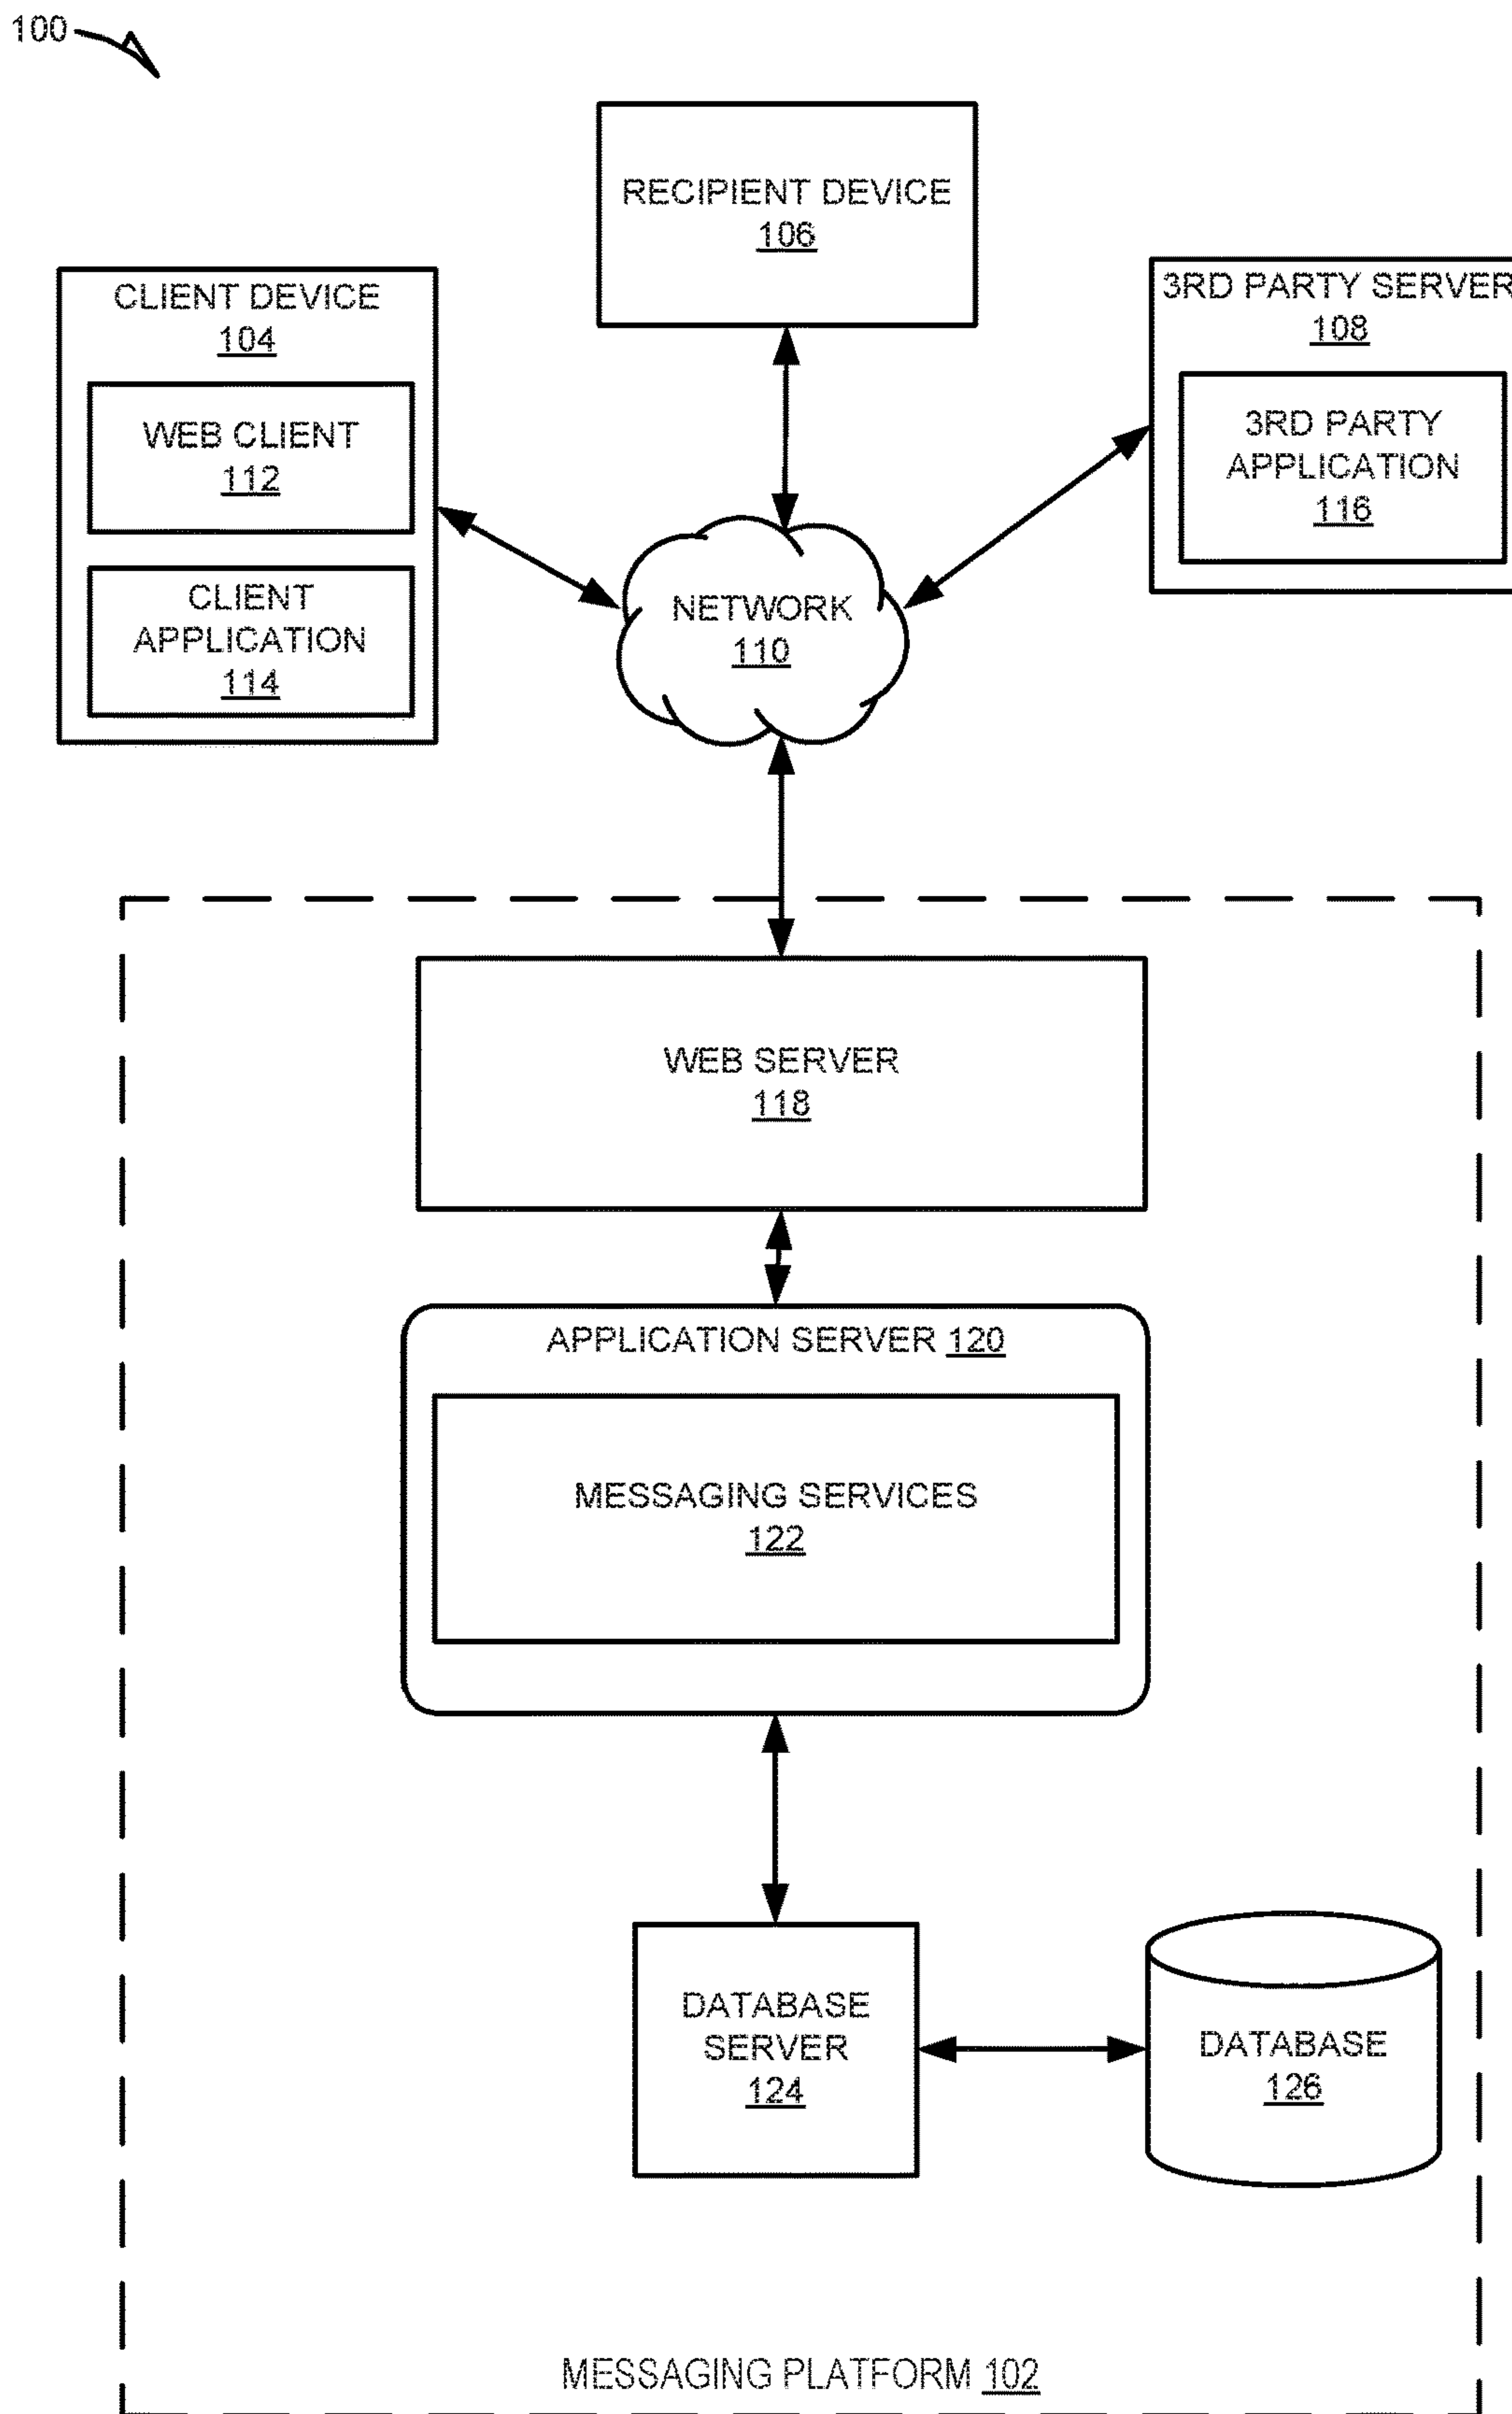 100
RECIPIENT DEVICE
106
CLIENT DEVICE
104
WEB CLIENT
112
CLIENT
APPLICATION
114
3RD PARTY SERVER
108
3RD PARTY
APPLICATION
116
NETWORK
110
WEB SERVER
118
APPLICATION SERVER 120
MESSAGING SERVICES
122
DATABASE
SERVER
124
DATABASE
126
MESSAGING PLATFORM 102